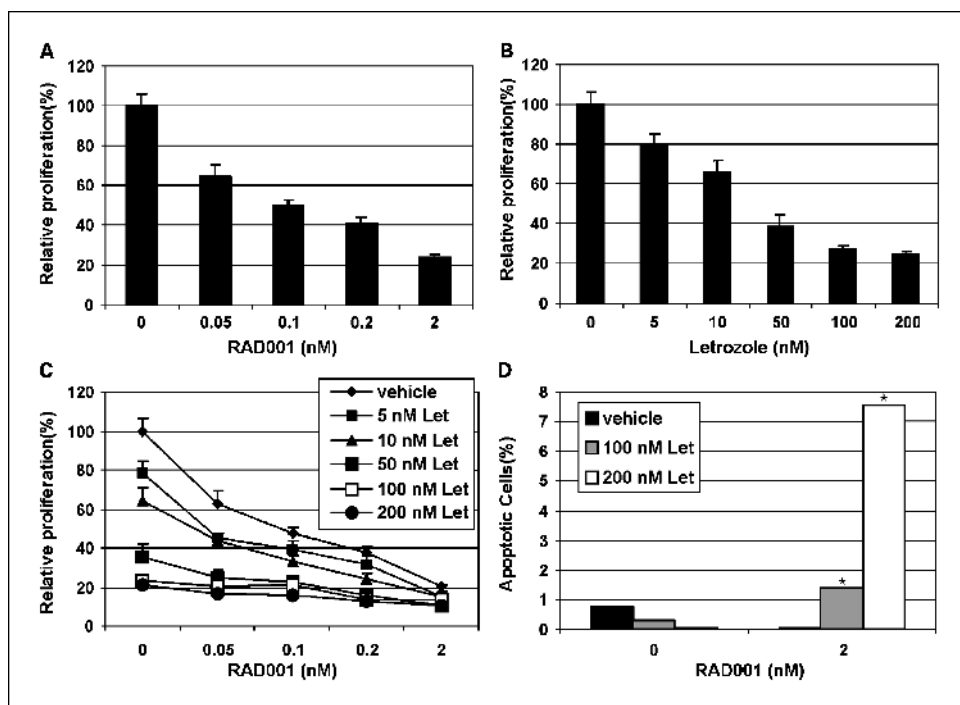 A
Relative proliferation(%)
120
100
80
60
40
20
0
0 0.05 0.1 0.2 2
RAD001 (nM)
B
Relative proliferation(%)
120
100
80
60
40
20
0
0 5 10 50 100 200
Letrozole (nM)
C
Relative proliferation(%)
120
100
80
60
40
20
0
vehicle
5 nM Let
10 nM Let
50 nM Let
100 nM Let
200 nM Let
0 0.05 0.1 0.2 2
RAD001 (nM)
D
Apoptotic Cells(%)
8
7
6
5
4
3
2
1
0
vehicle
100 nM Let
200 nM Let
*
*
0 2
RAD001 (nM)